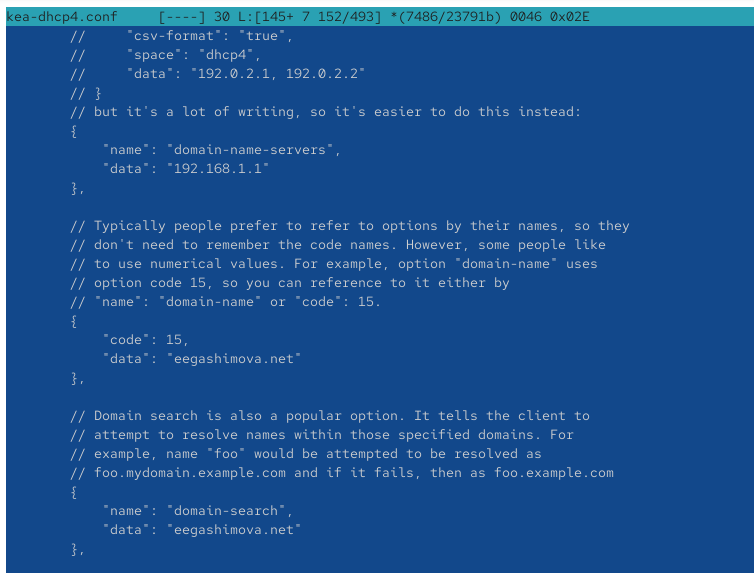 kea-dhcp4.conf [----] 30 L:[145+ 7 152/493] *(7486/23791b) 0046 0x02E
// "csv-format": "true",
// "space": "dhcp4",
// "data": "192.0.2.1, 192.0.2.2"
// }
// but it's a lot of writing, so it's easier to do this instead:
{
"name": "domain-name-servers",
"data": "192.168.1.1"
},
// Typically people prefer to refer to options by their names, so they
// don't need to remember the code names. However, some people like
// to use numerical values. For example, option "domain-name" uses
// option code 15, so you can reference to it either by
// "name": "domain-name" or "code": 15.
{
"code": 15,
"data": "eegashimova.net"
},
// Domain search is also a popular option. It tells the client to
// attempt to resolve names within those specified domains. For
// example, name "foo" would be attempted to be resolved as
// foo.mydomain.example.com and if it fails, then as foo.example.com
{
"name": "domain-search",
"data": "eegashimova.net"
},